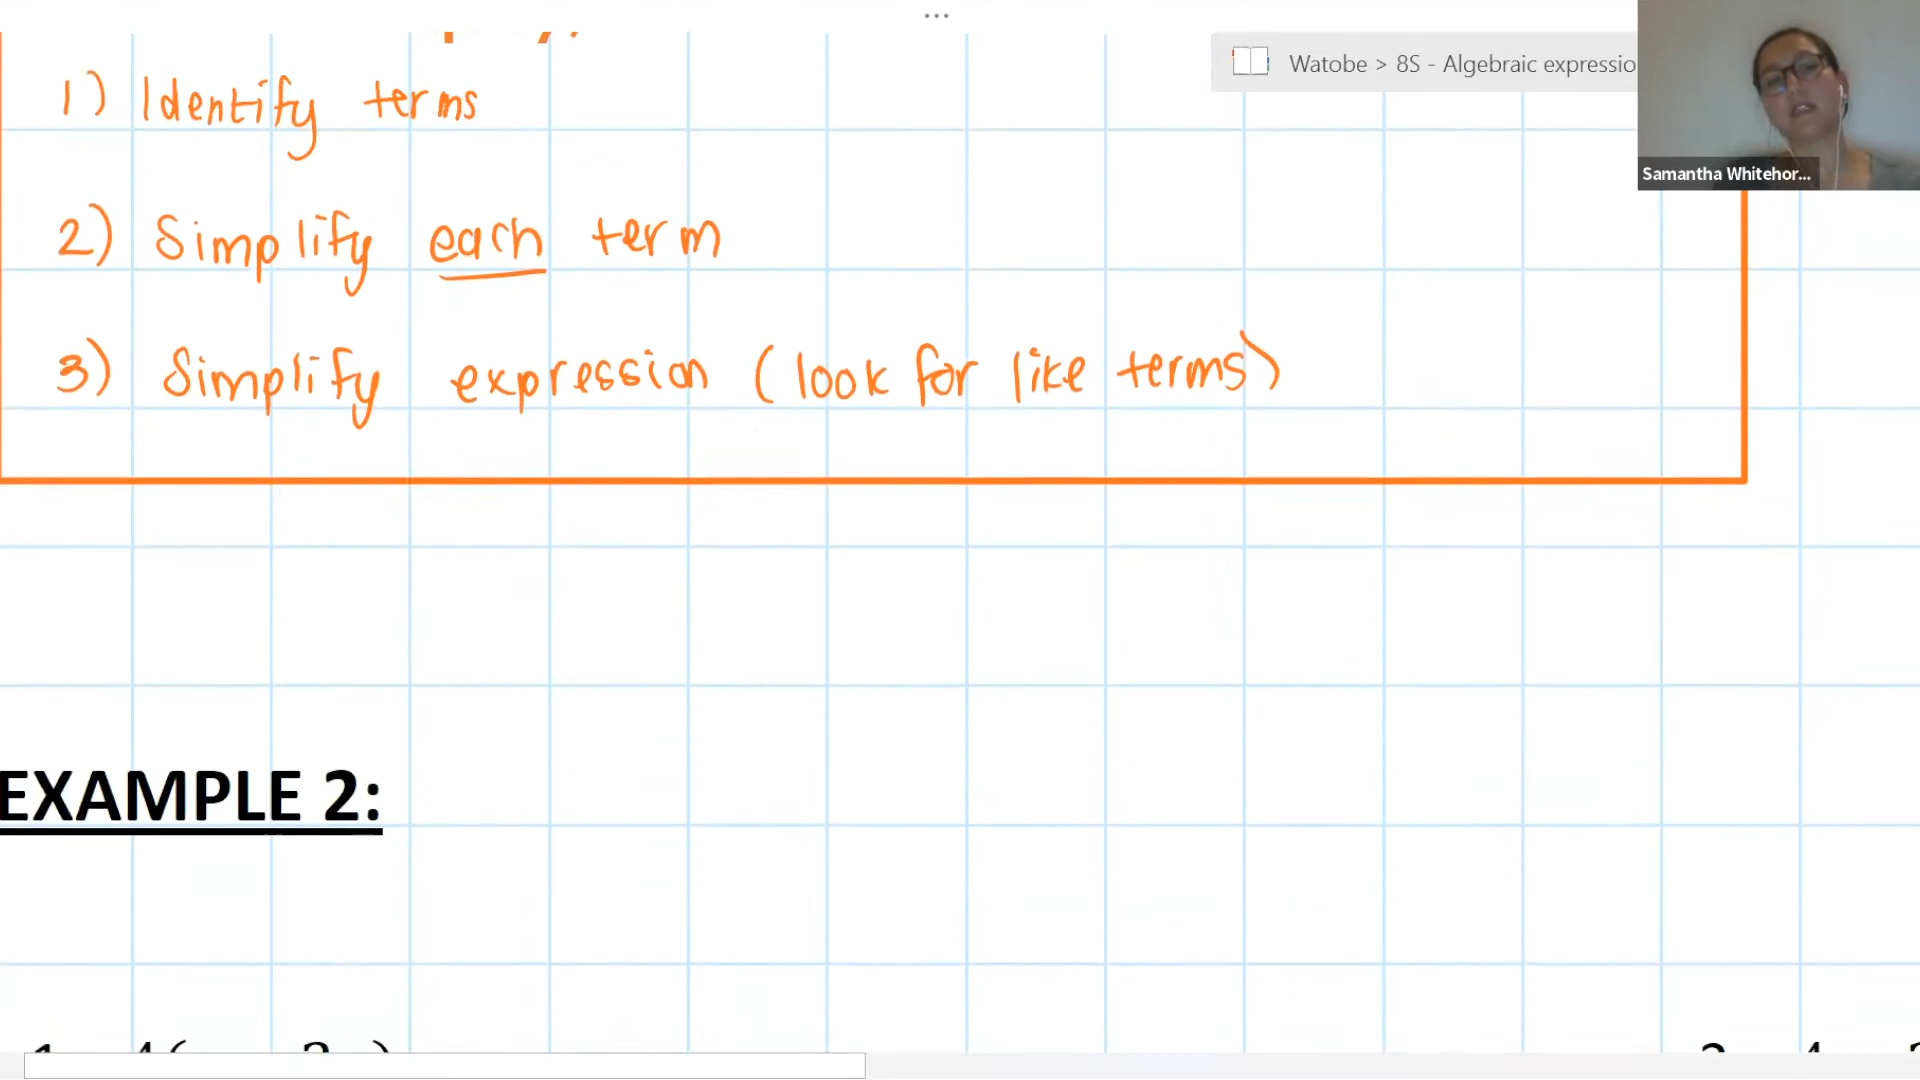 Watobe > 8S - Algebraic expressio
Samantha Whitehor...
1) Identify terms
2) Simplify each term
3) Simplify expression (look for like terms)
EXAMPLE 2: